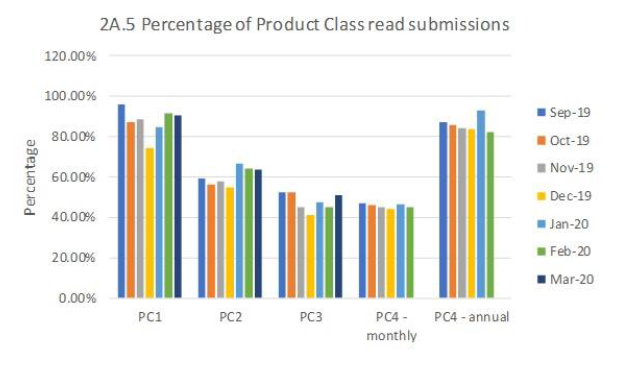 2A.5 Percentage of Product Class read submissions
120.00%
100.00%
80.00%
60.00%
40.00%
20.00%
0.00%
Percentage
PC1
PC2
PC3
PC4 -
monthly
PC4 - annual
Sep-19
Oct-19
Nov-19
Dec-19
Jan-20
Feb-20
Mar-20